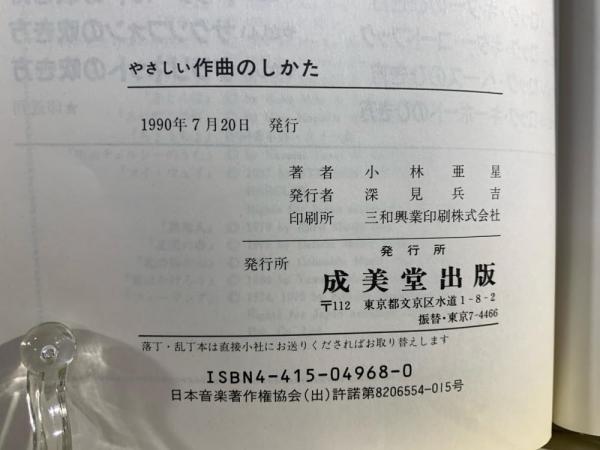 やさしい作曲のしかた
1990年7月20日 発行
著者 小林亜星
発行者 深見兵吉
印刷所 三和興業印刷株式会社
発行所
発行所
成美堂出版
〒112 東京都文京区水道1-8-2
振替・東京7-4466
落丁・乱丁本は直接小社にお送りくださればお取り替えします
ISBN4-415-04968-0
日本音楽著作権協会(出)許諾第8206554-015号